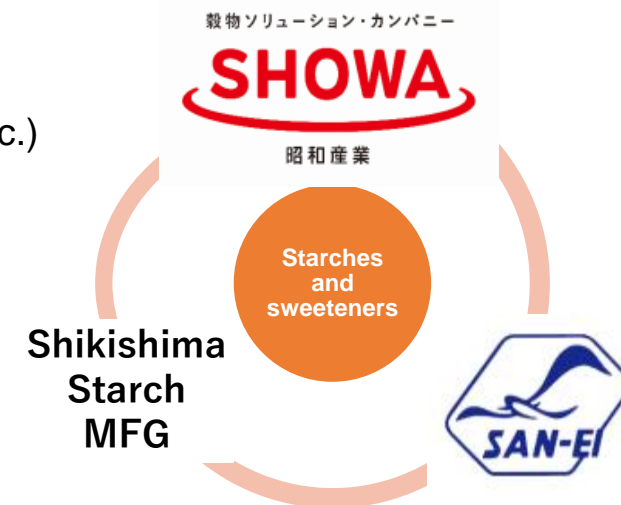 穀物ソリューション・カンパニー
SHOWA
昭和産業
c.)
Starches
and
sweeteners
Shikishima
Starch
MFG
SAN-EI